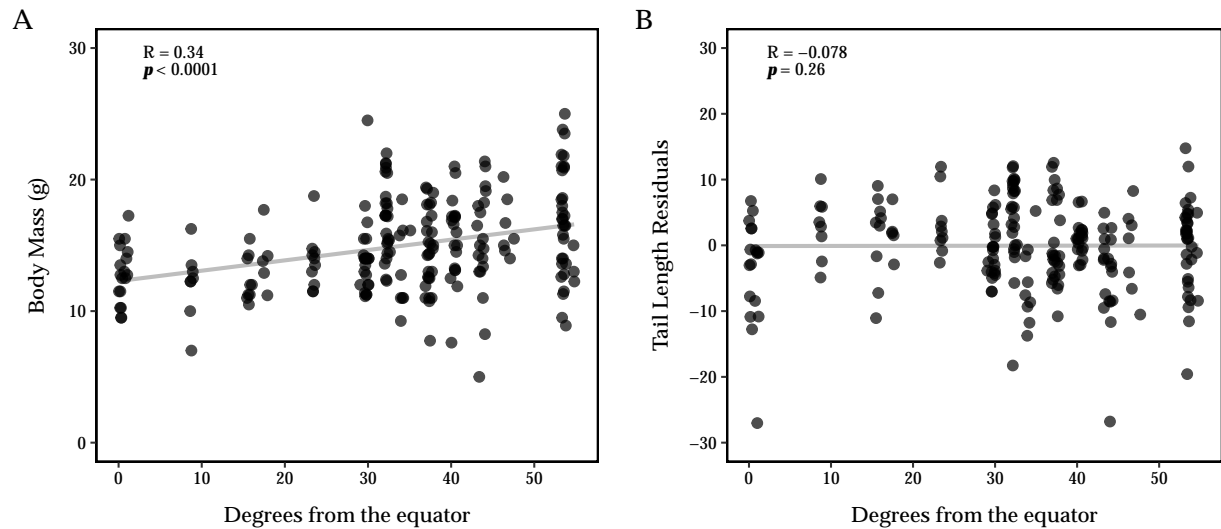 A
R = 0.34
p < 0.0001
30
20
10
0
Body Mass (g)
0 10 20 30 40 50
Degrees from the equator
B
R = −0.078
p = 0.26
30
20
10
0
−10
−20
−30
Tail Length Residuals
0 10 20 30 40 50
Degrees from the equator